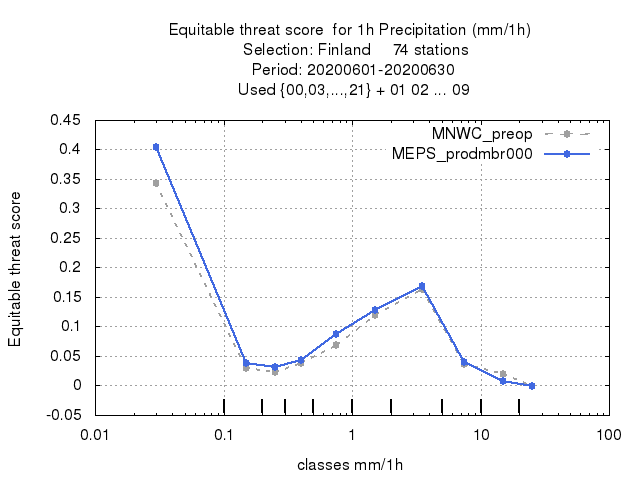 Equitable threat score for 1h Precipitation (mm/1h)
Selection: Finland 74 stations
Period: 20200601-20200630
Used {00,03,...,21} + 01 02 ... 09
MNWC_preop
MEPS_prodmbr000
Equitable threat score
0.45
0.4
0.35
0.3
0.25
0.2
0.15
0.1
0.05
0
-0.05
0.01 0.1 1 10 100
classes mm/1h